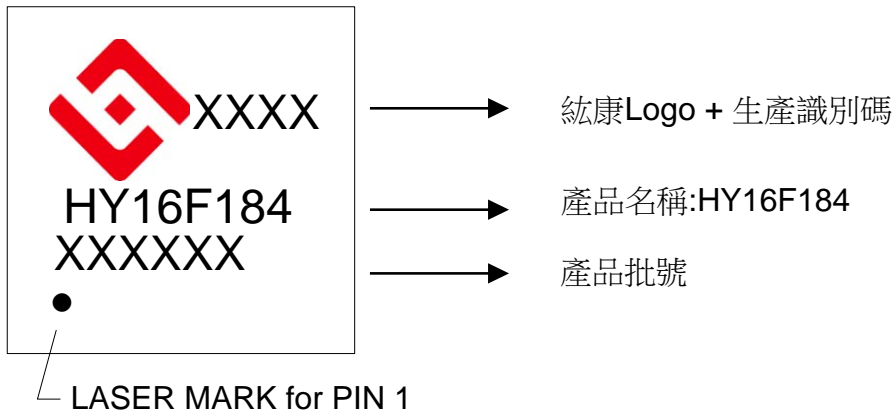 XXXX
紘康Logo + 生產識別碼
HY16F184
產品名稱:HY16F184
XXXXXX
產品批號
LASER MARK for PIN 1